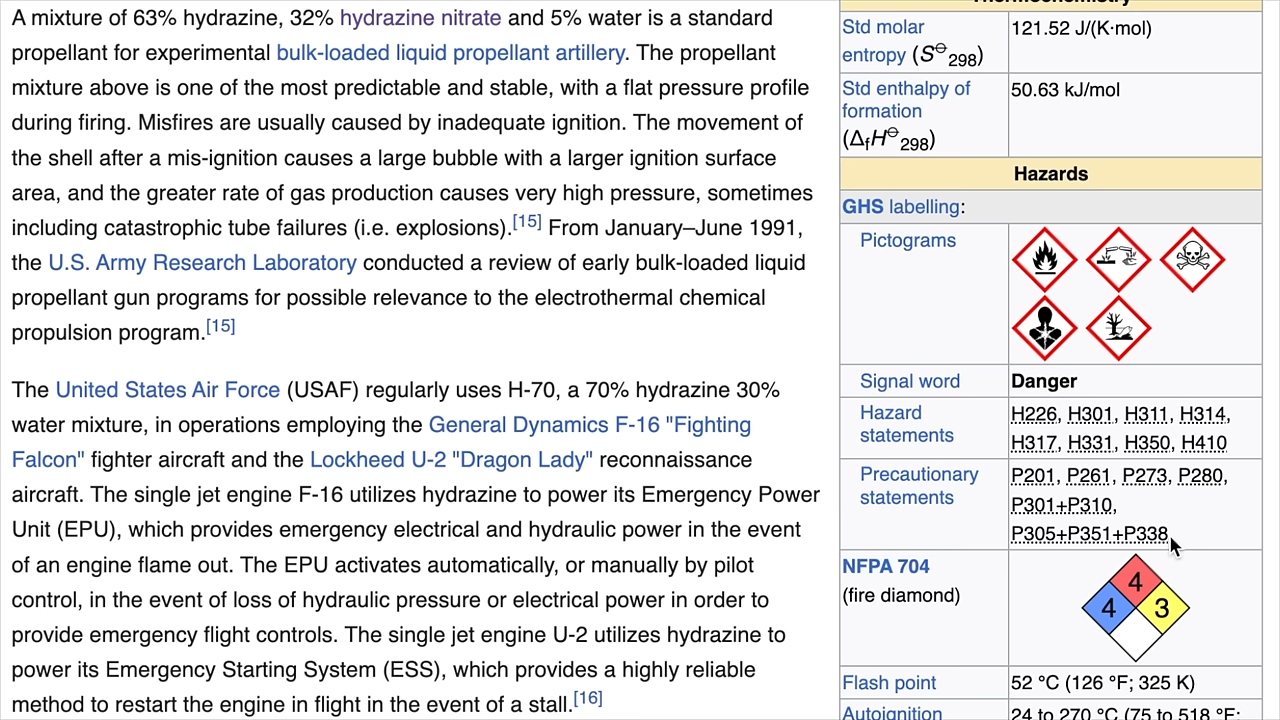 A mixture of 63% hydrazine, 32% hydrazine nitrate and 5% water is a standard
propellant for experimental bulk-loaded liquid propellant artillery. The propellant
mixture above is one of the most predictable and stable, with a flat pressure profile
during firing. Misfires are usually caused by inadequate ignition. The movement of
the shell after a mis-ignition causes a large bubble with a larger ignition surface
area, and the greater rate of gas production causes very high pressure, sometimes
including catastrophic tube failures (i.e. explosions).[15] From January–June 1991,
the U.S. Army Research Laboratory conducted a review of early bulk-loaded liquid
propellant gun programs for possible relevance to the electrothermal chemical
propulsion program.[15]
The United States Air Force (USAF) regularly uses H-70, a 70% hydrazine 30%
water mixture, in operations employing the General Dynamics F-16 "Fighting
Falcon" fighter aircraft and the Lockheed U-2 "Dragon Lady" reconnaissance
aircraft. The single jet engine F-16 utilizes hydrazine to power its Emergency Power
Unit (EPU), which provides emergency electrical and hydraulic power in the event
of an engine flame out. The EPU activates automatically, or manually by pilot
control, in the event of loss of hydraulic pressure or electrical power in order to
provide emergency flight controls. The single jet engine U-2 utilizes hydrazine to
power its Emergency Starting System (ESS), which provides a highly reliable
method to restart the engine in flight in the event of a stall.[16]
Std molar
entropy (S⦵298)
121.52 J/(K·mol)
Std enthalpy of
formation
(ΔfH⦵298)
50.63 kJ/mol
Hazards
GHS labelling:
Pictograms
Signal word
Danger
Hazard
statements
H226, H301, H311, H314,
H317, H331, H350, H410
Precautionary
statements
P201, P261, P273, P280,
P301+P310,
P305+P351+P338
NFPA 704
(fire diamond)
4
4 3
Flash point
52 °C (126 °F; 325 K)
Autoignition
24 to 270 °C (75 to 518 °F;